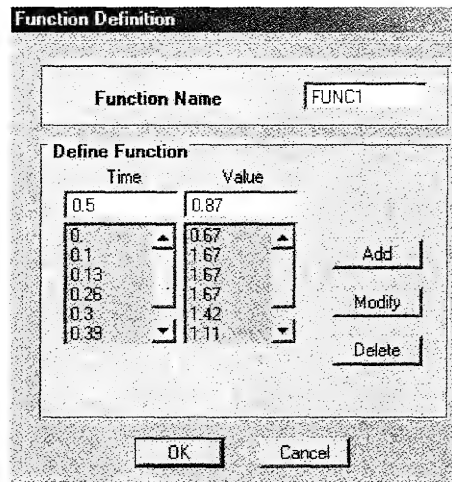 Function Definition
Function Name FUNC1
Define Function
Time Value
0.5 0.87
0. 0.67
0.1 1.67
0.13 1.67
0.26 1.67
0.3 1.42
0.39 1.11
Add
Modify
Delete
OK Cancel